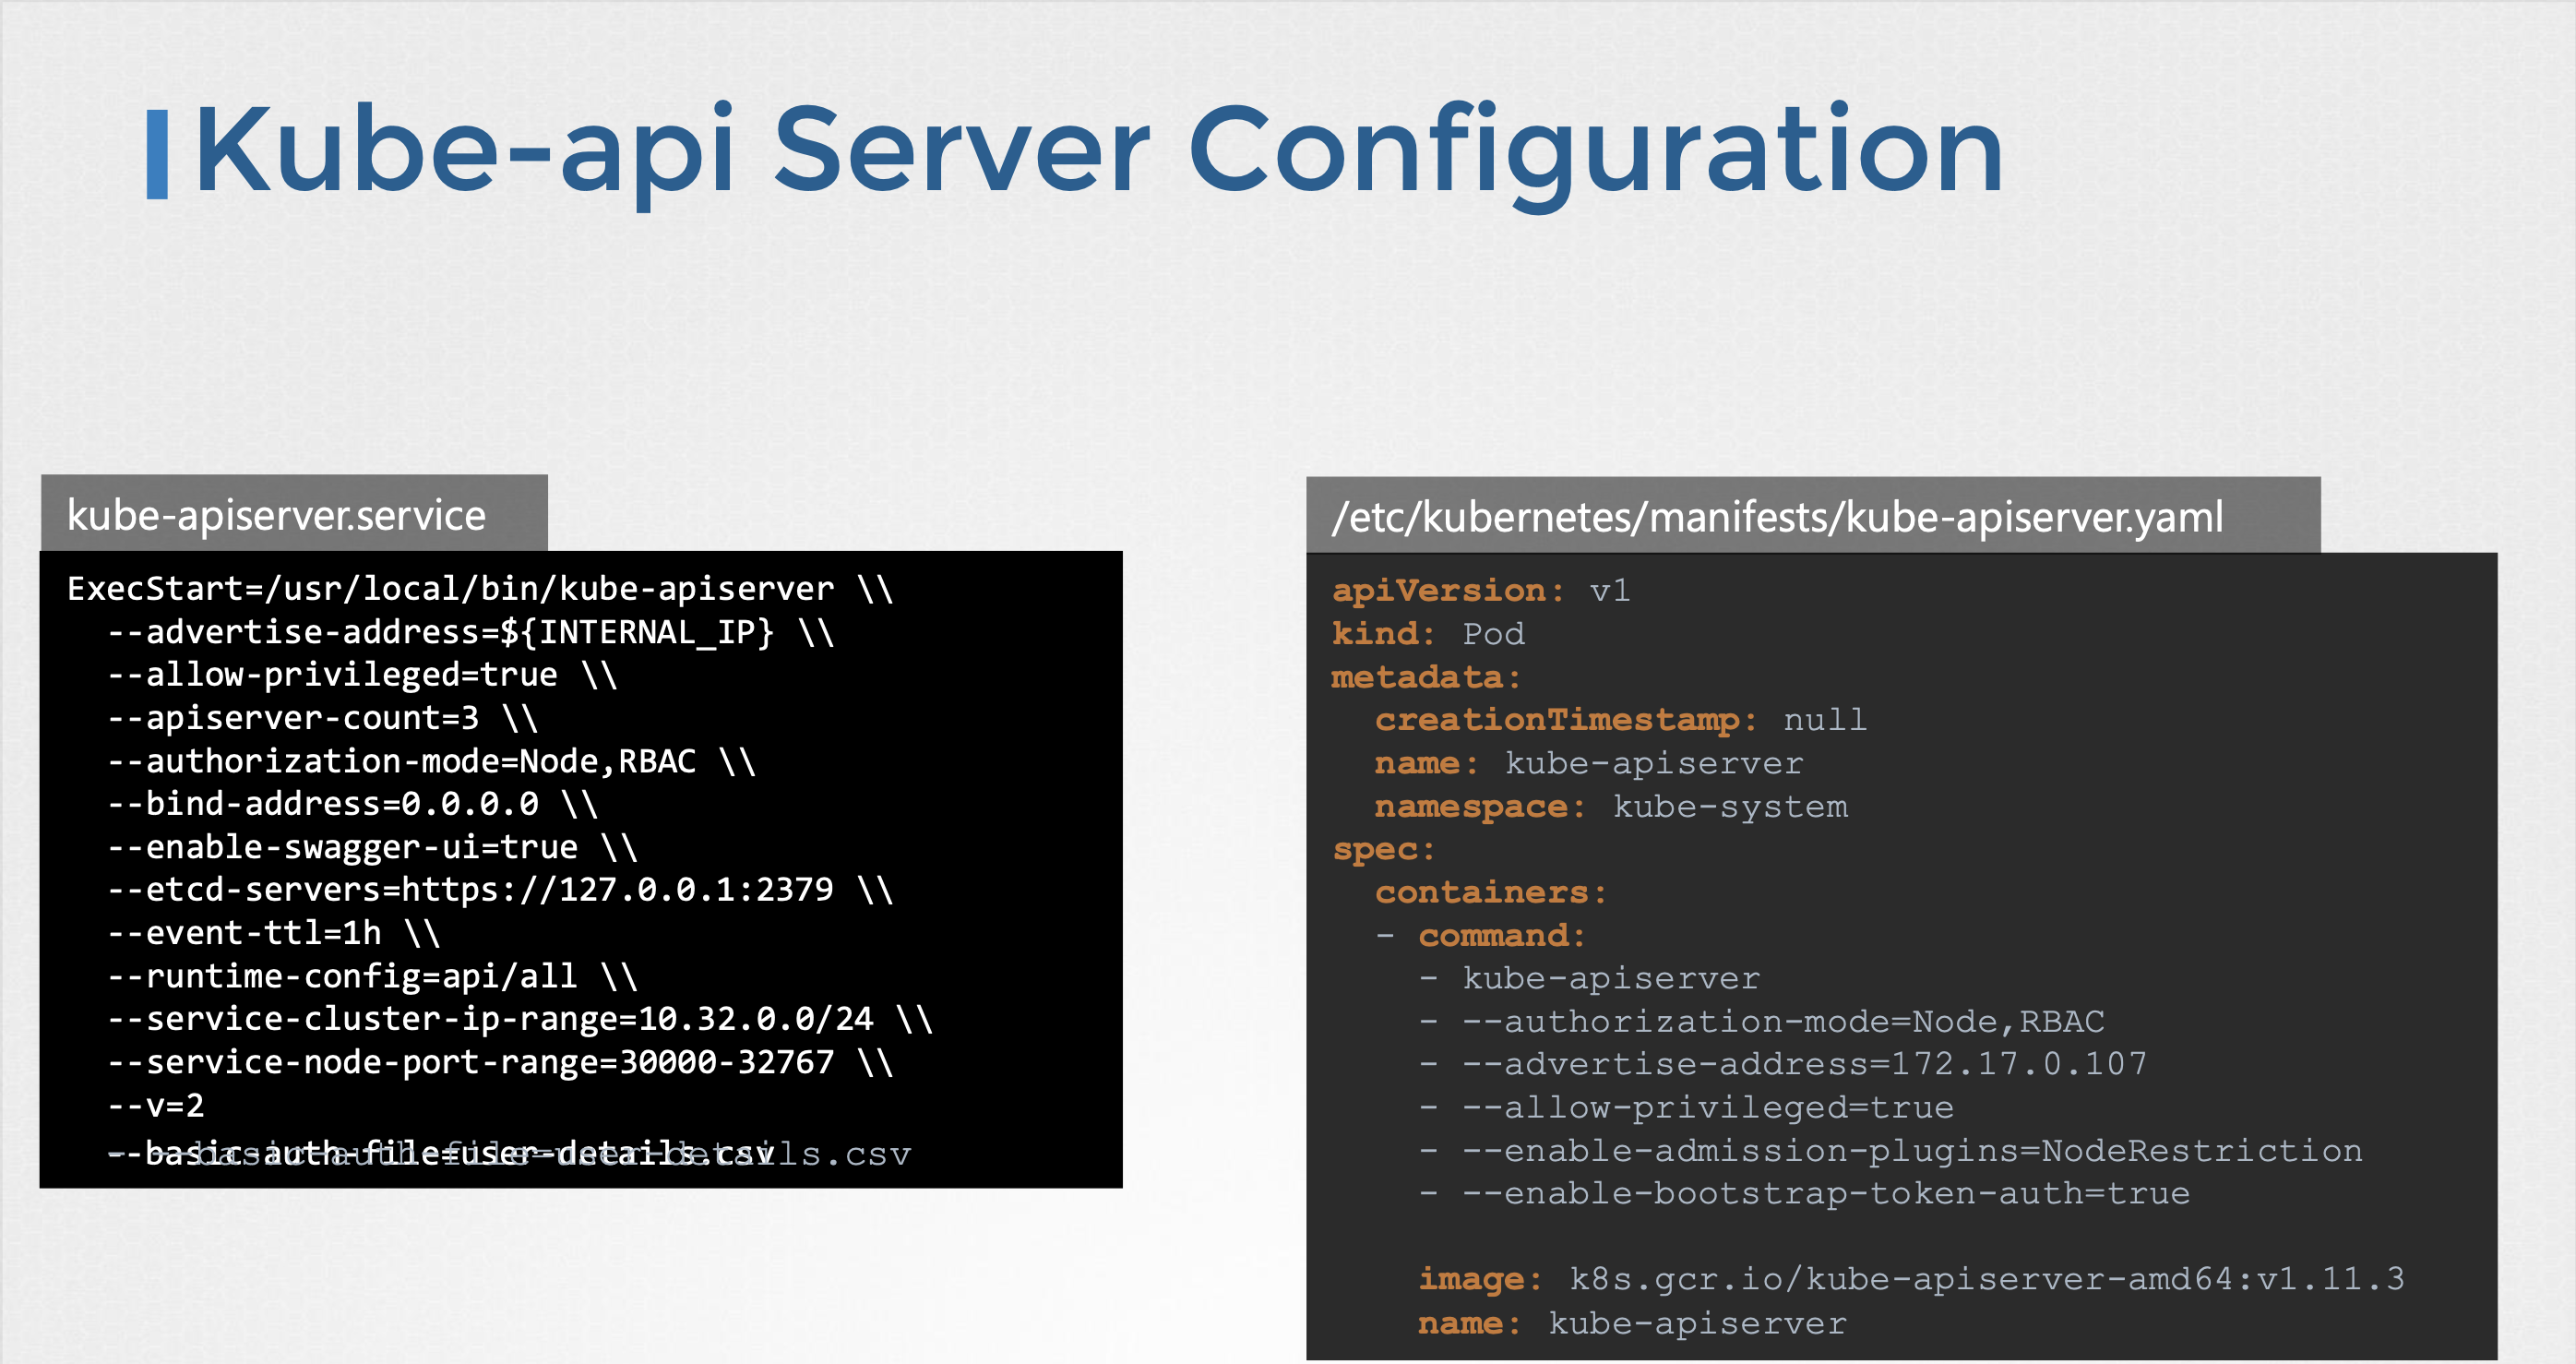 Kube-api Server Configuration
kube-apiserver.service
ExecStart=/usr/local/bin/kube-apiserver \\
  --advertise-address=${INTERNAL_IP} \\
  --allow-privileged=true \\
  --apiserver-count=3 \\
  --authorization-mode=Node,RBAC \\
  --bind-address=0.0.0.0 \\
  --enable-swagger-ui=true \\
  --etcd-servers=https://127.0.0.1:2379 \\
  --event-ttl=1h \\
  --runtime-config=api/all \\
  --service-cluster-ip-range=10.32.0.0/24 \\
  --service-node-port-range=30000-32767 \\
  --v=2
  --basic-auth-file=user-details.csv
  - --basic-auth-file=user-details.csv
/etc/kubernetes/manifests/kube-apiserver.yaml
apiVersion: v1
kind: Pod
metadata:
  creationTimestamp: null
  name: kube-apiserver
  namespace: kube-system
spec:
  containers:
  - command:
    - kube-apiserver
    - --authorization-mode=Node,RBAC
    - --advertise-address=172.17.0.107
    - --allow-privileged=true
    - --enable-admission-plugins=NodeRestriction
    - --enable-bootstrap-token-auth=true
    image: k8s.gcr.io/kube-apiserver-amd64:v1.11.3
    name: kube-apiserver